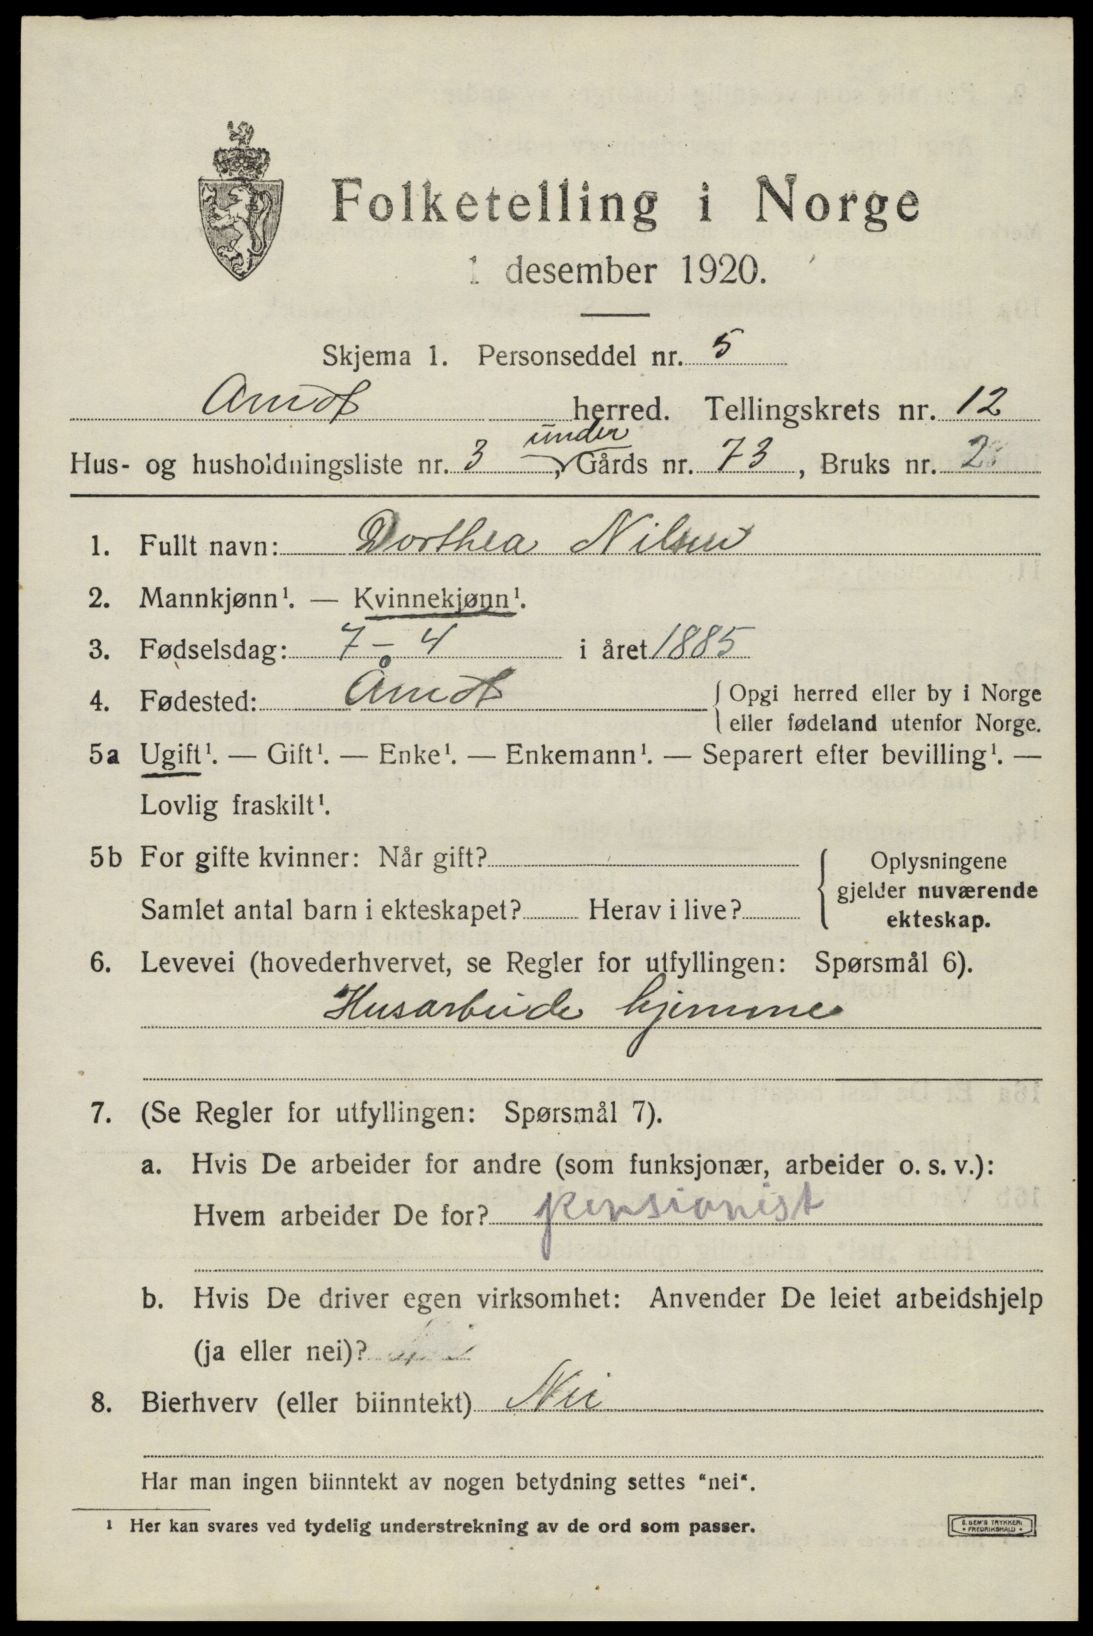 Folketelling i Norge
1 desember 1920.
Skjema 1. Personseddel nr. 5
Åmot herred. Tellingskrets nr. 12
under
Hus- og husholdningsliste nr. 3, Gårds nr. 73, Bruks nr. 2
1. Fullt navn: Dorthea Nilsen
2. Mannkjønn¹. — Kvinnekjønn¹.
3. Fødselsdag: 7 – 4 i året 1885
4. Fødested: Åmot { Opgi herred eller by i Norge
eller fødeland utenfor Norge.
5a Ugift¹. — Gift¹. — Enke¹. — Enkemann¹. — Separert efter bevilling¹. —
Lovlig fraskilt¹.
5b For gifte kvinner: Når gift?
Samlet antal barn i ekteskapet? Herav i live?
{ Oplysningene
gjelder nuværende
ekteskap.
6. Levevei (hovederhvervet, se Regler for utfyllingen: Spørsmål 6).
Husarbeide hjemme
7. (Se Regler for utfyllingen: Spørsmål 7).
a. Hvis De arbeider for andre (som funksjonær, arbeider o. s. v.):
Hvem arbeider De for? pensionist
b. Hvis De driver egen virksomhet: Anvender De leiet arbeidshjelp
(ja eller nei)?
8. Bierhverv (eller biinntekt) Nei
Har man ingen biinntekt av nogen betydning settes "nei".
¹ Her kan svares ved tydelig understrekning av de ord som passer.
E. SEM'S TRYKKERI
FREDRIKSHALD